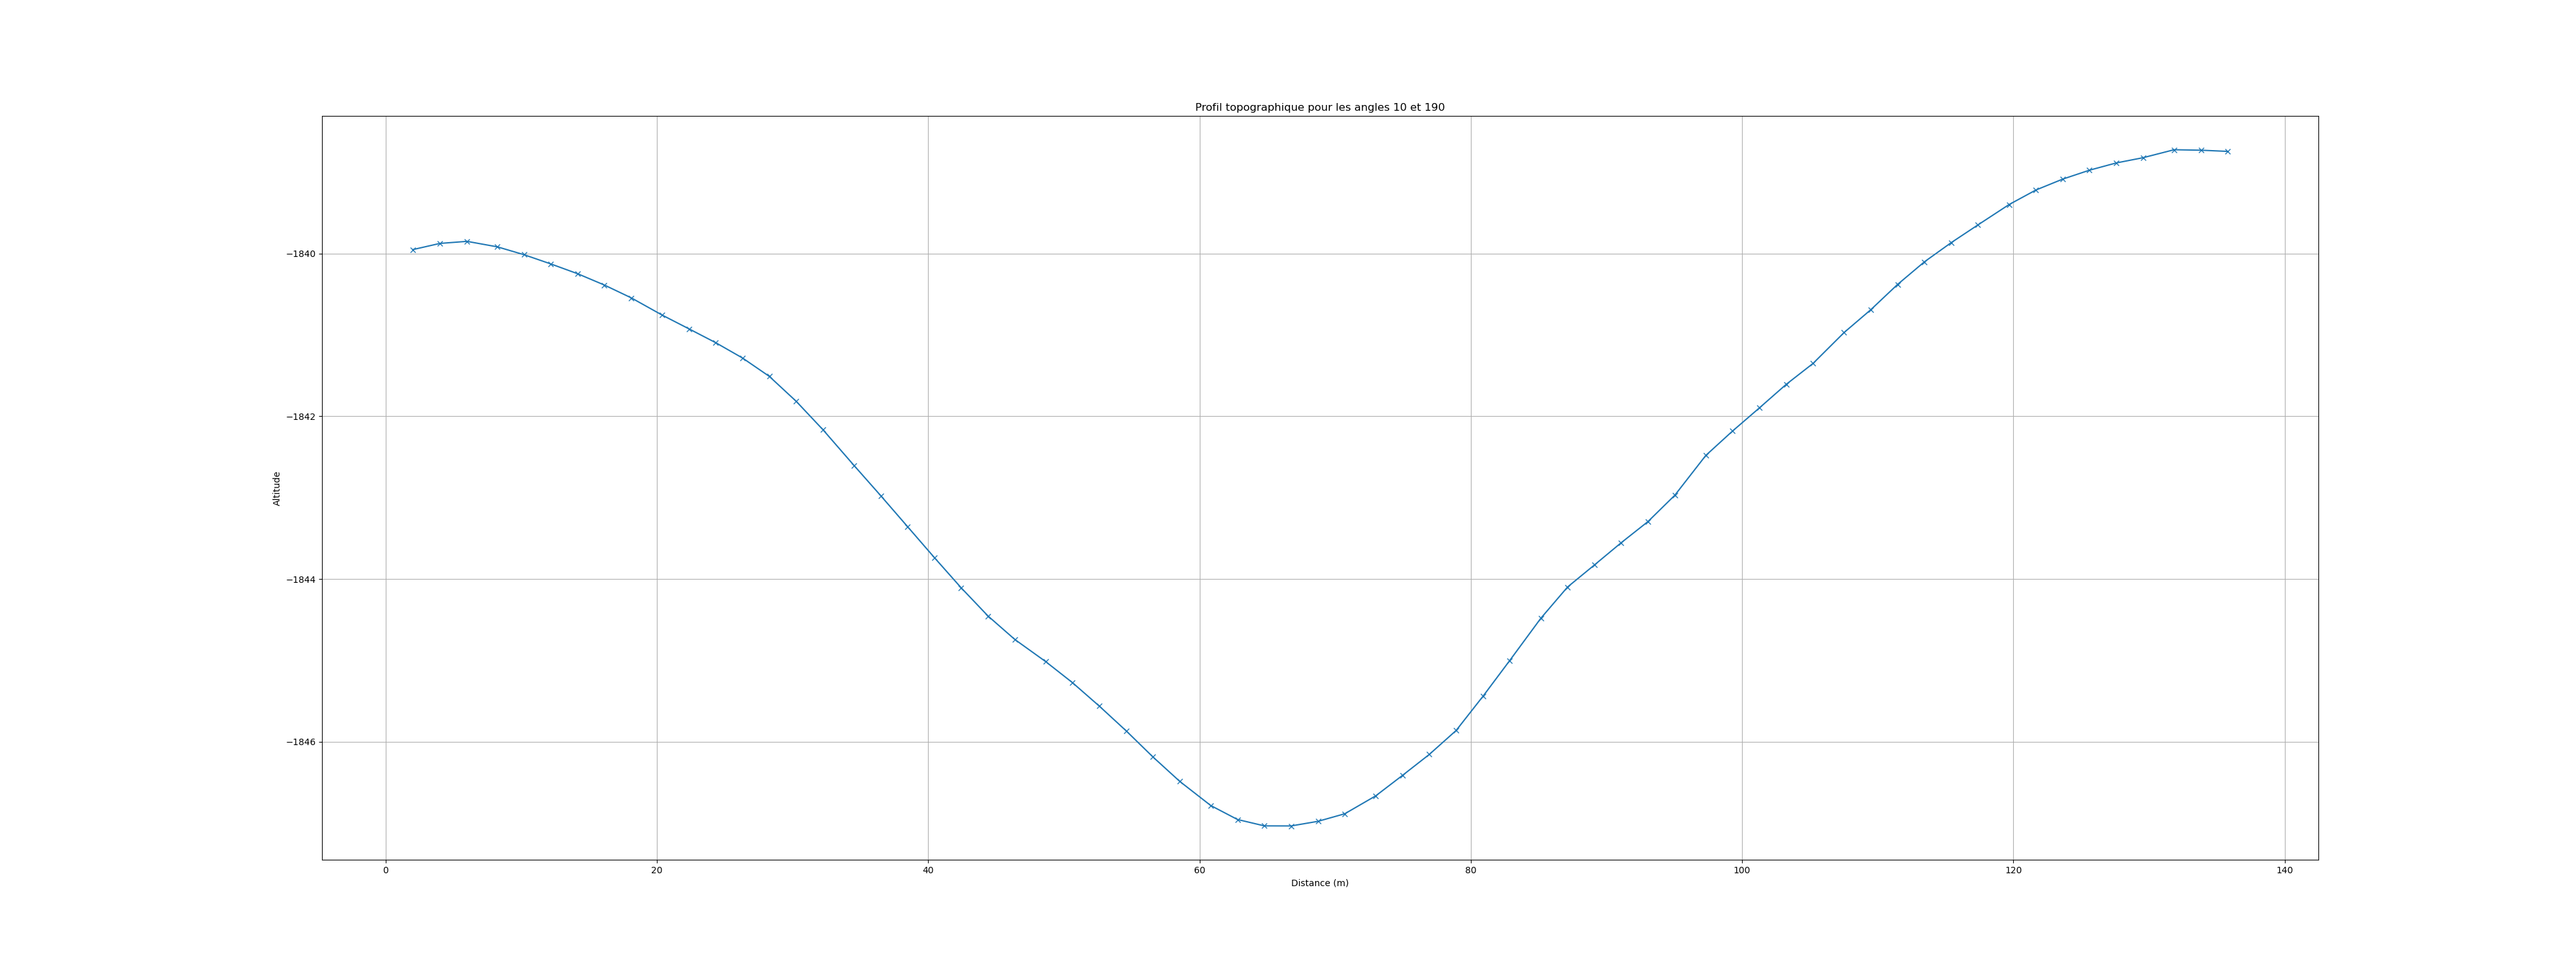 Profil topographique pour les angles 10 et 190
−1840
−1842
−1844
−1846
Altitude
0 20 40 60 80 100 120 140
Distance (m)